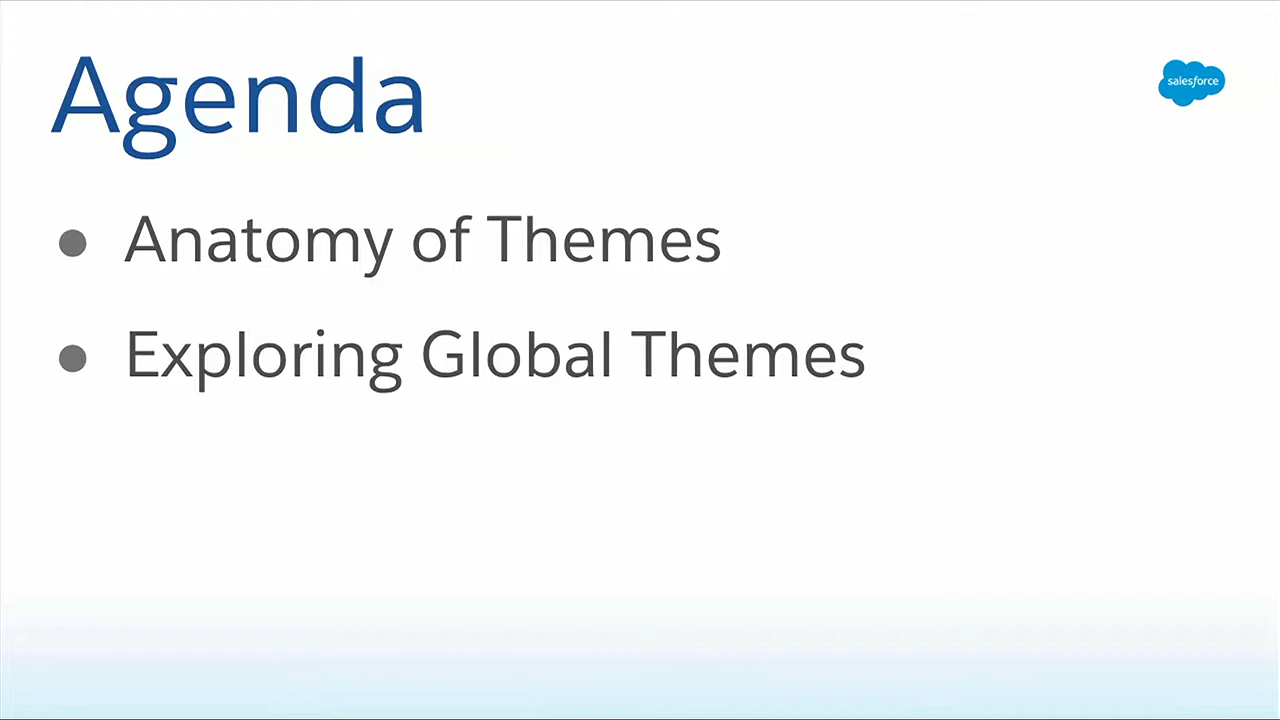 Agenda
salesforce
● Anatomy of Themes
● Exploring Global Themes